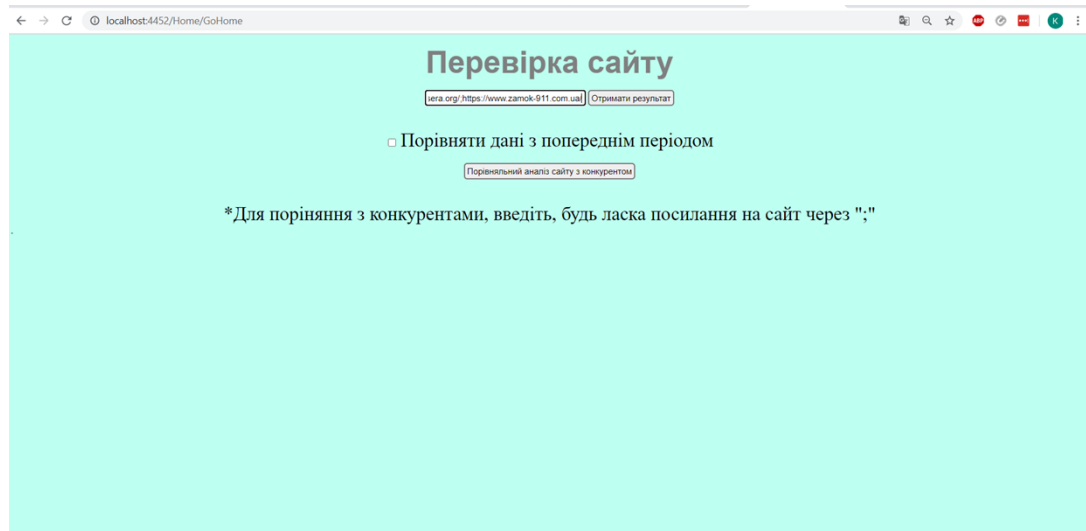 localhost:4452/Home/GoHome
ABP
K
Перевірка сайту
sera.org/;https://www.zamok-911.com.ua/ Отримати результат
Порівняти дані з попереднім періодом
Порівняльний аналіз сайту з конкурентом
*Для поріняння з конкурентами, введіть, будь ласка посилання на сайт через ";"